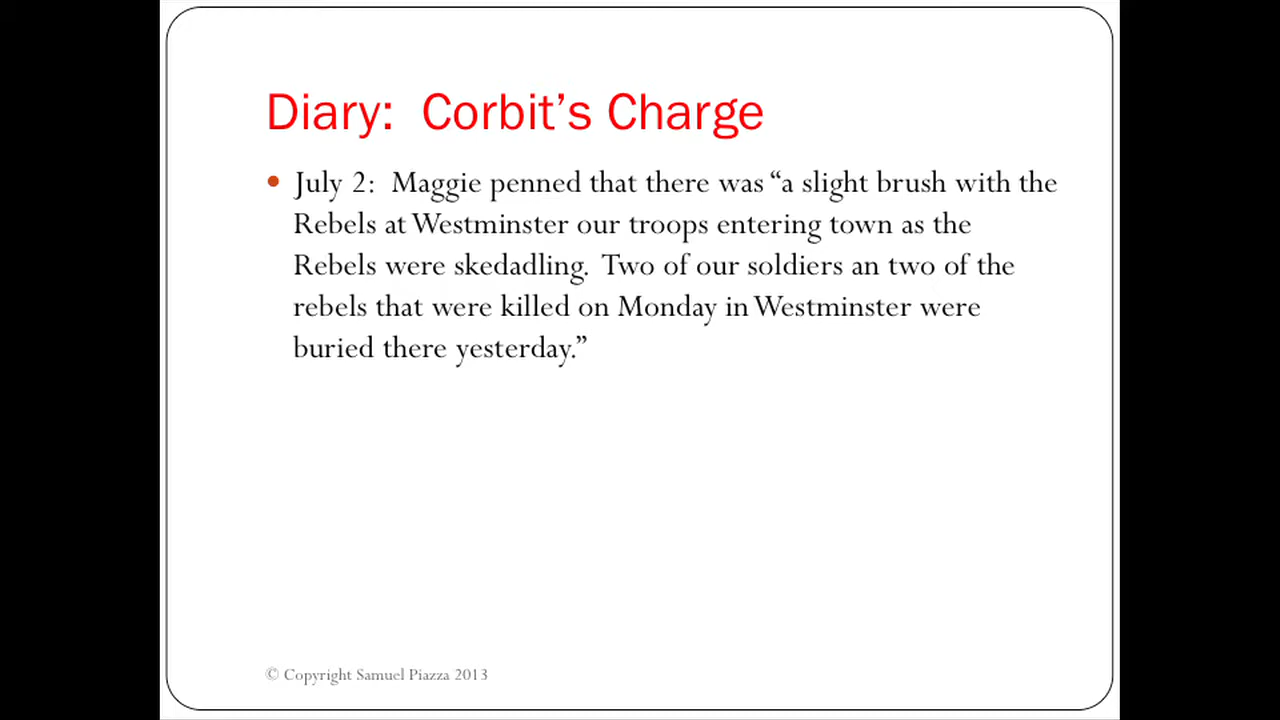 Diary: Corbit’s Charge
• July 2: Maggie penned that there was “a slight brush with the
Rebels at Westminster our troops entering town as the
Rebels were skedadling. Two of our soldiers an two of the
rebels that were killed on Monday in Westminster were
buried there yesterday.”
© Copyright Samuel Piazza 2013